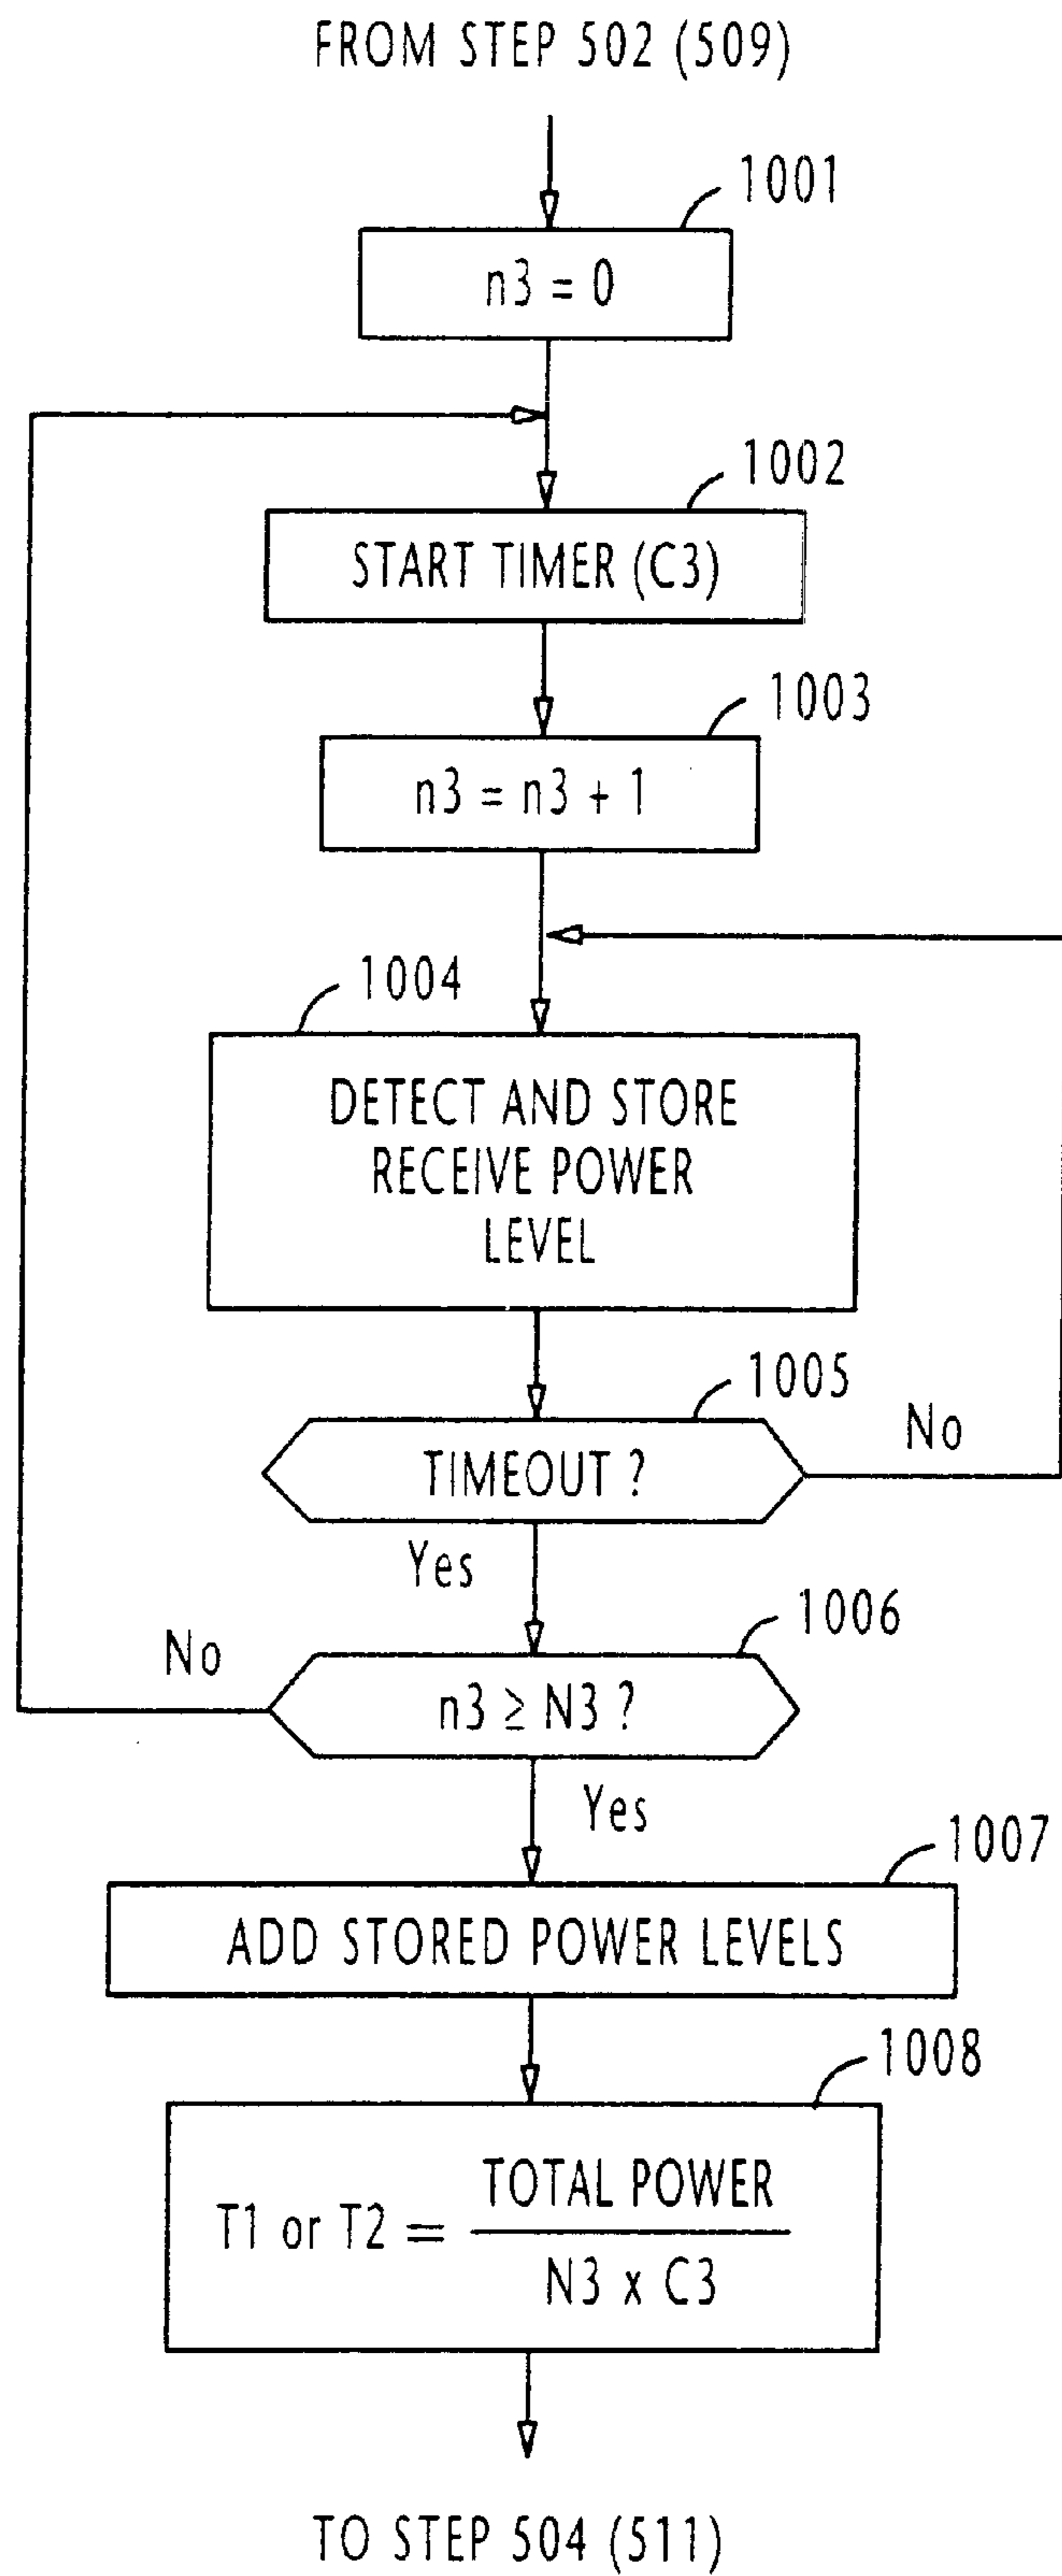 FROM STEP 502 (509)
1001
n3 = 0
1002
START TIMER (C3)
1003
n3 = n3 + 1
1004
DETECT AND STORE
RECEIVE POWER
LEVEL
1005
TIMEOUT ?
No
Yes
1006
No
n3 ≥ N3 ?
Yes
1007
ADD STORED POWER LEVELS
1008
T1 or T2 = TOTAL POWER
N3 x C3
TO STEP 504 (511)